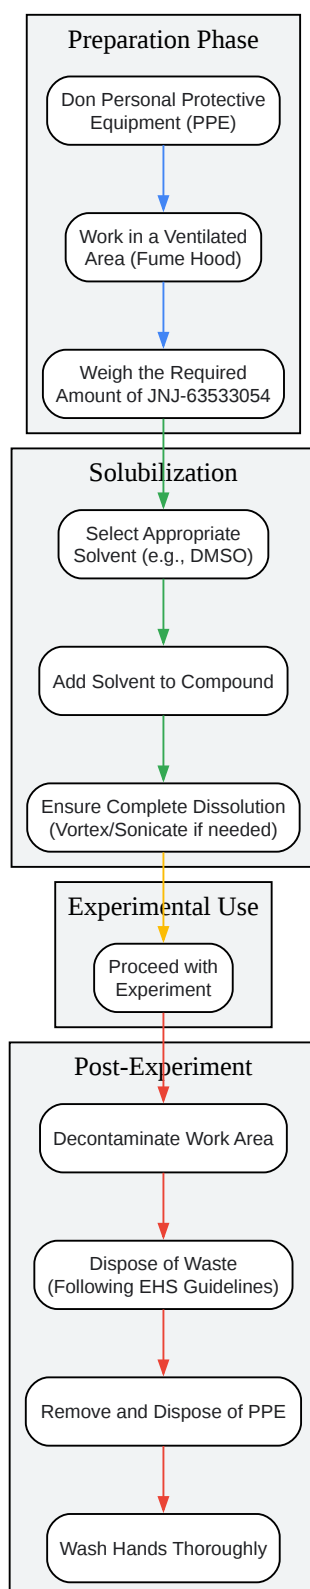 Preparation Phase
Don Personal Protective
Equipment (PPE)
Work in a Ventilated
Area (Fume Hood)
Weigh the Required
Amount of JNJ-63533054
Solubilization
Select Appropriate
Solvent (e.g., DMSO)
Add Solvent to Compound
Ensure Complete Dissolution
(Vortex/Sonicate if needed)
Experimental Use
Proceed with
Experiment
Post-Experiment
Decontaminate Work Area
Dispose of Waste
(Following EHS Guidelines)
Remove and Dispose of PPE
Wash Hands Thoroughly